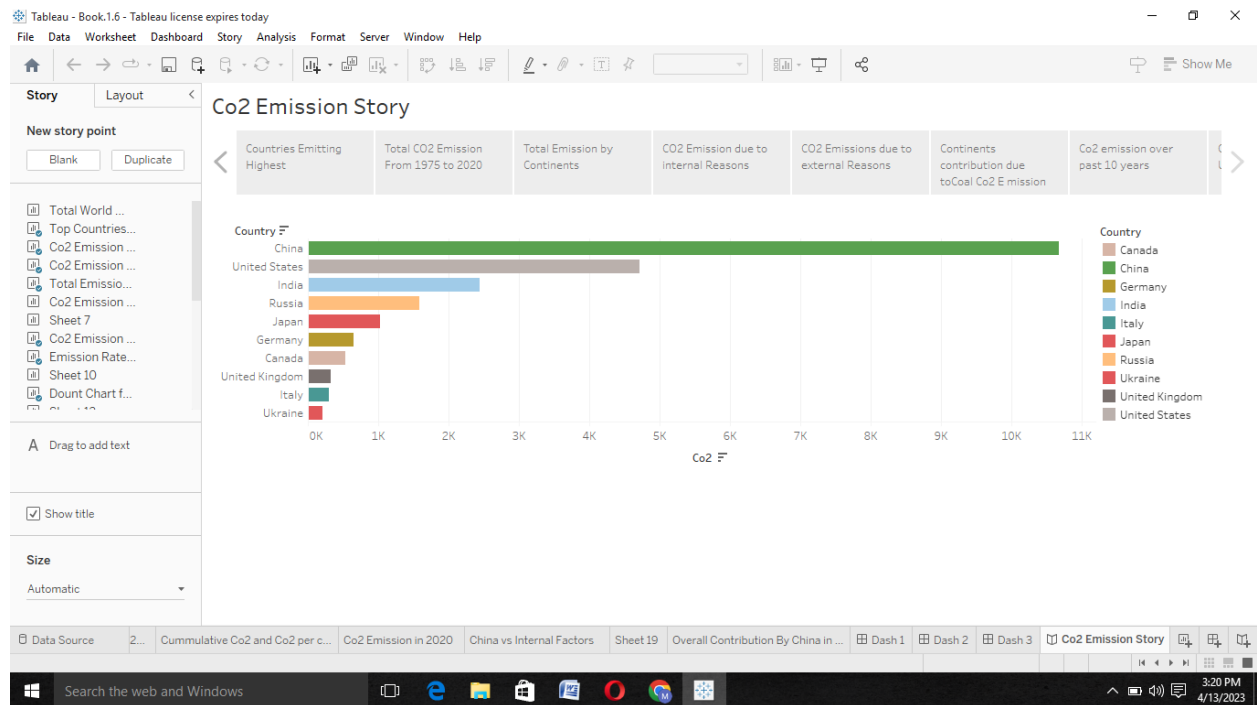 Tableau - Book.1.6 - Tableau license expires today
File Data Worksheet Dashboard Story Analysis Format Server Window Help
Show Me
Story Layout
New story point
Blank Duplicate
Total World ...
Top Countries...
Co2 Emission ...
Co2 Emission ...
Total Emissio...
Co2 Emission ...
Sheet 7
Co2 Emission ...
Emission Rate...
Sheet 10
Dount Chart f...
A Drag to add text
Show title
Size
Automatic
Co2 Emission Story
Countries Emitting
Highest
Total CO2 Emission
From 1975 to 2020
Total Emission by
Continents
CO2 Emission due to
internal Reasons
CO2 Emissions due to
external Reasons
Continents
contribution due
toCoal Co2 E mission
Co2 emission over
past 10 years
Country
China
United States
India
Russia
Japan
Germany
Canada
United Kingdom
Italy
Ukraine
0K 1K 2K 3K 4K 5K 6K 7K 8K 9K 10K 11K
Co2
Country
Canada
China
Germany
India
Italy
Japan
Russia
Ukraine
United Kingdom
United States
Data Source 2... Cummulative Co2 and Co2 per c... Co2 Emission in 2020 China vs Internal Factors Sheet 19 Overall Contribution By China in ... Dash 1 Dash 2 Dash 3 Co2 Emission Story
Search the web and Windows
3:20 PM
4/13/2023